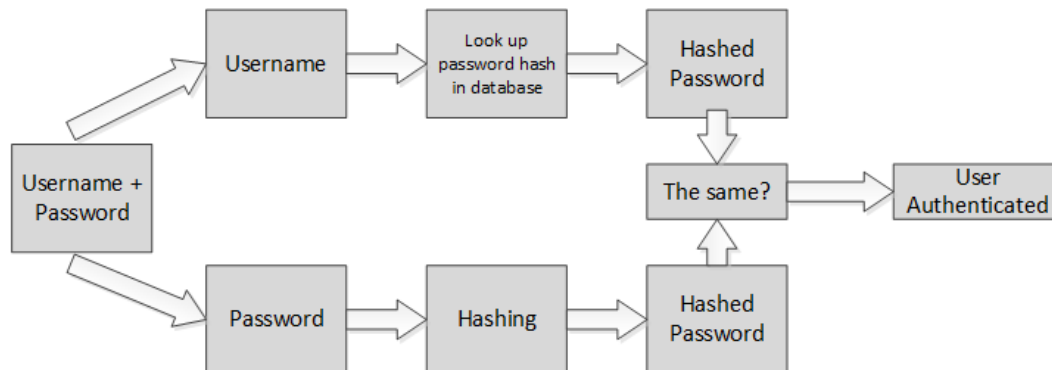 Username +
Password
Username
Look up
password hash
in database
Hashed
Password
Password
Hashing
Hashed
Password
The same?
User
Authenticated